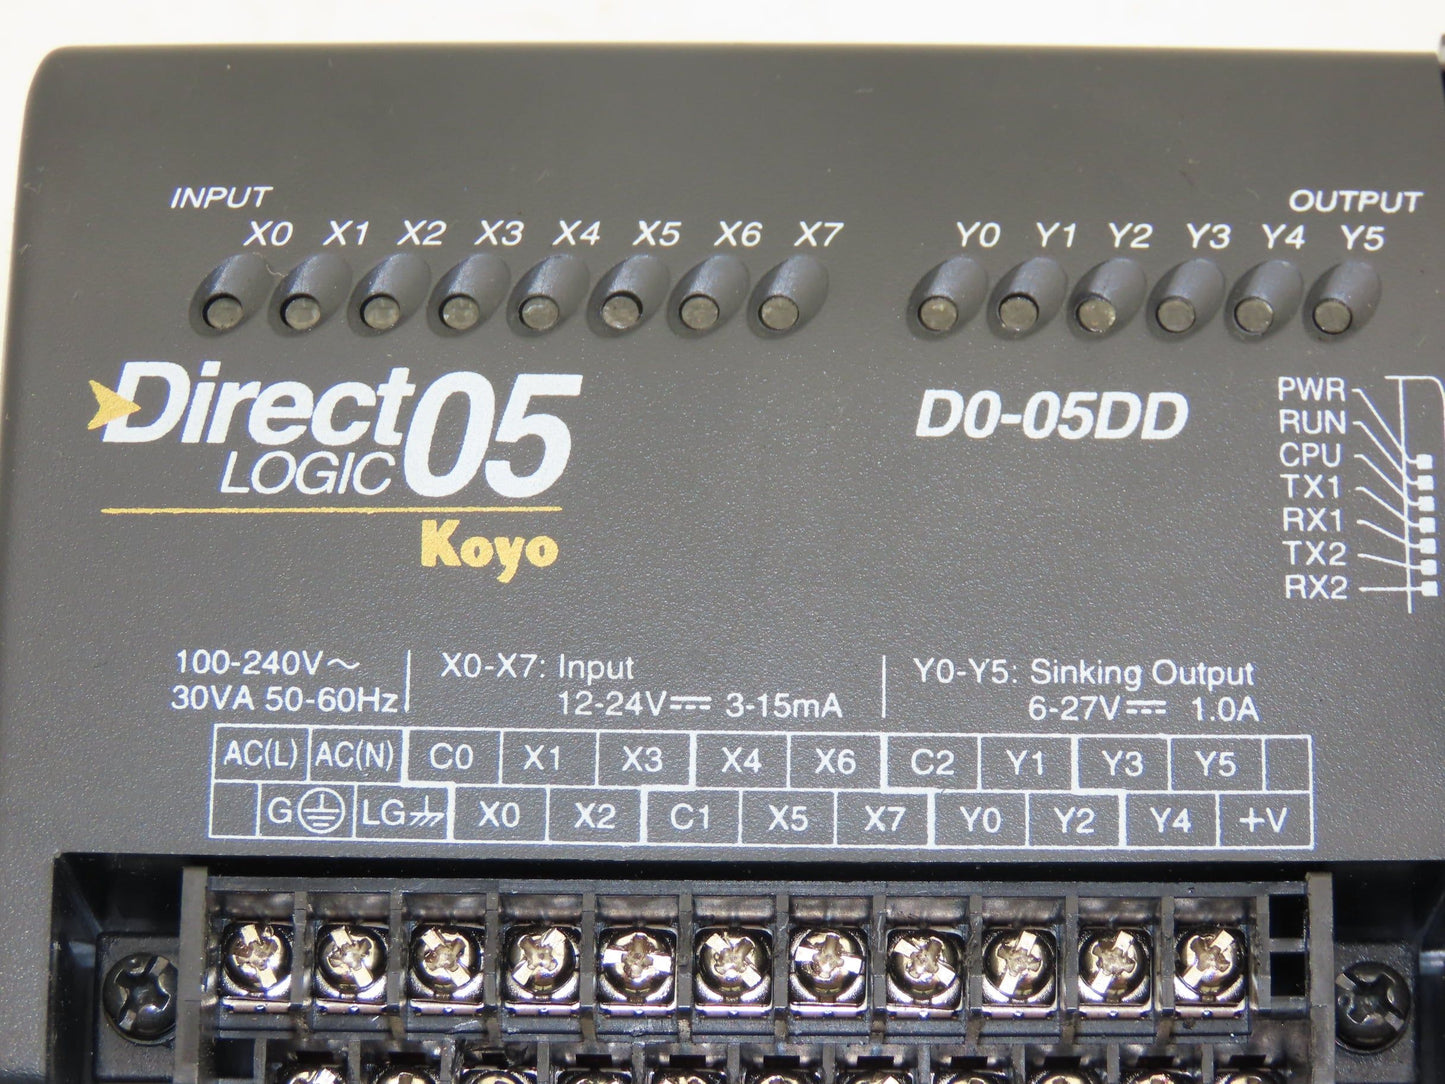 INPUT
OUTPUT
X0 X1 X2 X3 X4 X5 X6 X7
Y0 Y1 Y2 Y3 Y4 Y5
Direct
LOGIC
05
Koyo
D0-05DD
PWR
RUN
CPU
TX1
RX1
TX2
RX2
100-240V~
30VA 50-60Hz
X0-X7: Input
12-24V⎓ 3-15mA
Y0-Y5: Sinking Output
6-27V⎓ 1.0A
AC(L) AC(N) C0 X1 X3 X4 X6 C2 Y1 Y3 Y5
G LG X0 X2 C1 X5 X7 Y0 Y2 Y4 +V